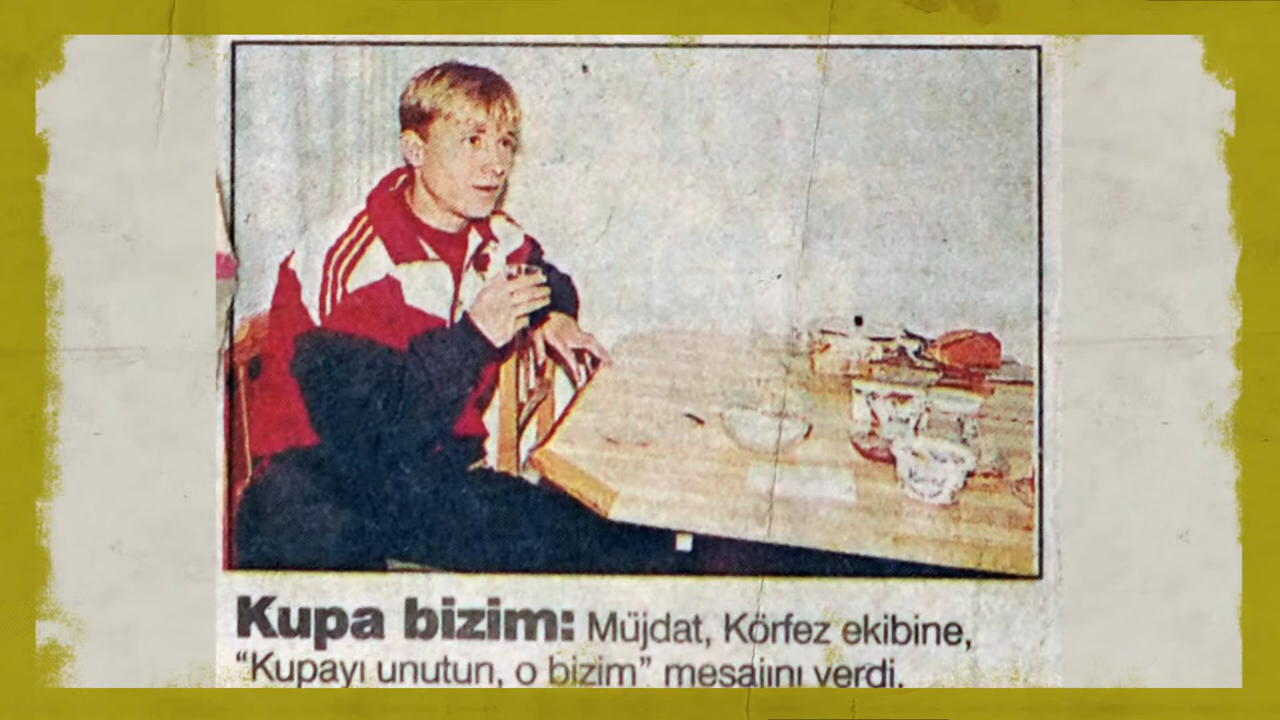 Kupa bizim: Müjdat, Körfez ekibine,
“Kupayı unutun, o bizim” mesajını verdi.